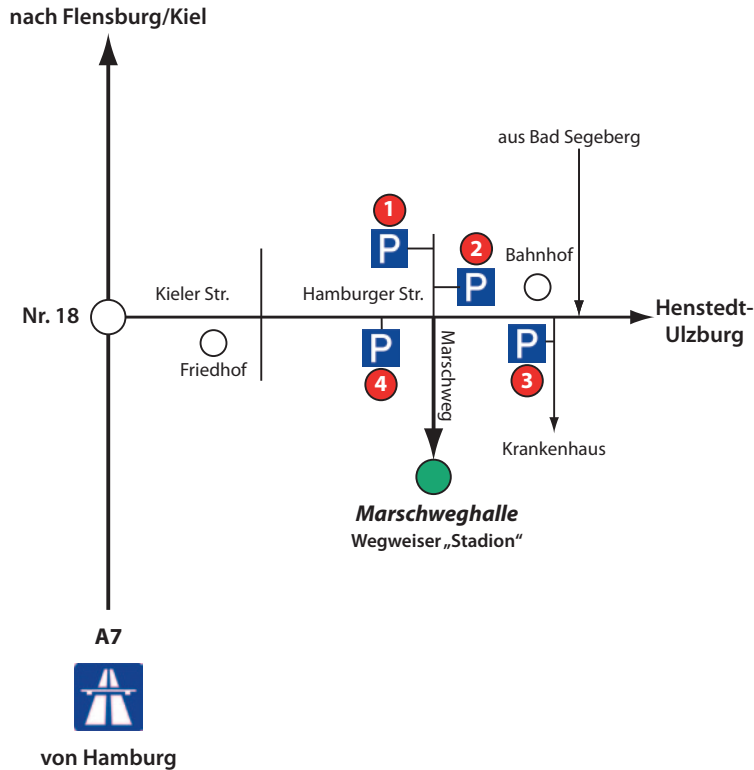 nach Flensburg/Kiel
aus Bad Segeberg
1
P
2
P
Bahnhof
Kieler Str.
Hamburger Str.
Nr. 18
Henstedt-
Ulzburg
Friedhof
P
4
Marschweg
P
3
Krankenhaus
Marschweghalle
Wegweiser „Stadion“
A7
von Hamburg